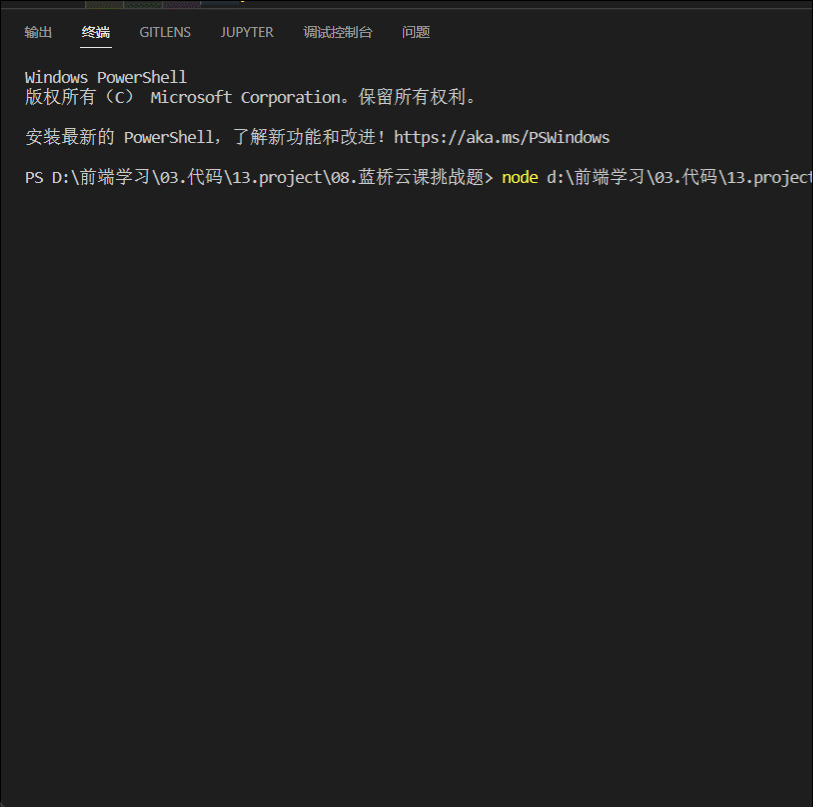 输出 终端 GITLENS JUPYTER 调试控制台 问题
Windows PowerShell
版权所有（C） Microsoft Corporation。保留所有权利。
安装最新的 PowerShell，了解新功能和改进！https://aka.ms/PSWindows
PS D:\前端学习\03.代码\13.project\08.蓝桥云课挑战题> node d:\前端学习\03.代码\13.project